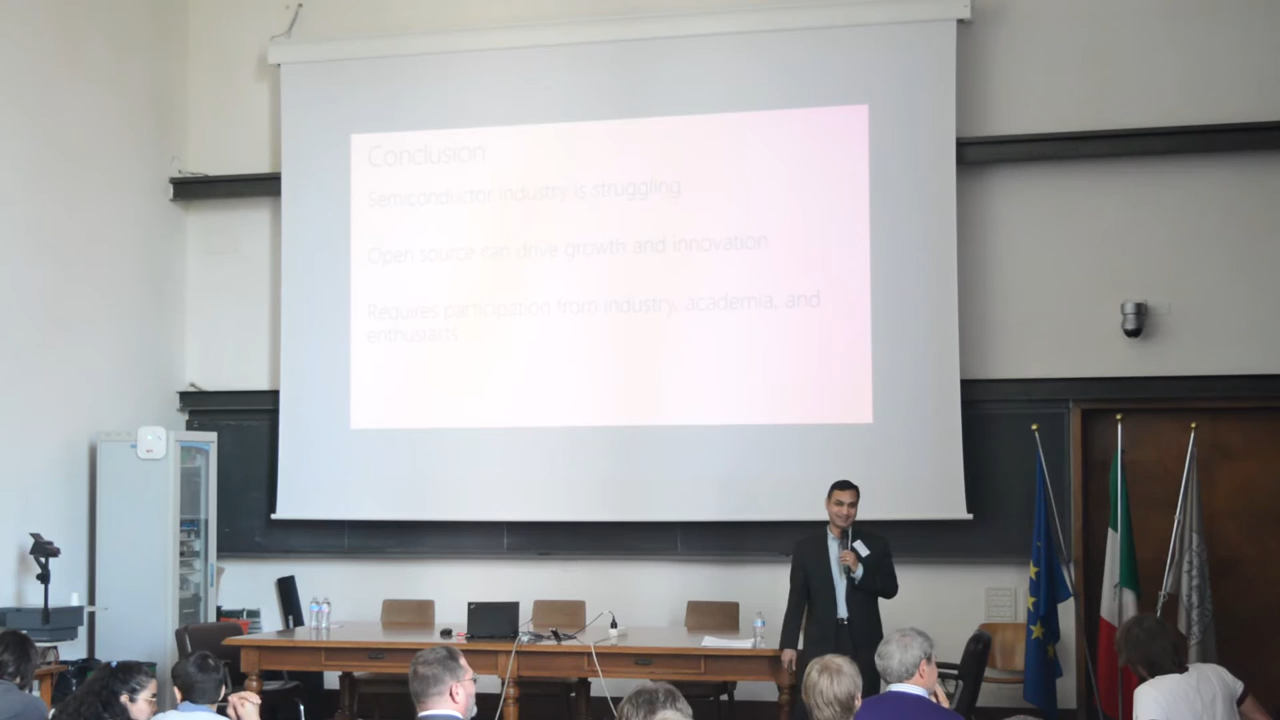 Conclusion
Semiconductor industry is struggling
Open source can drive growth and innovation
Requires participation from industry, academia, and
enthusiasts